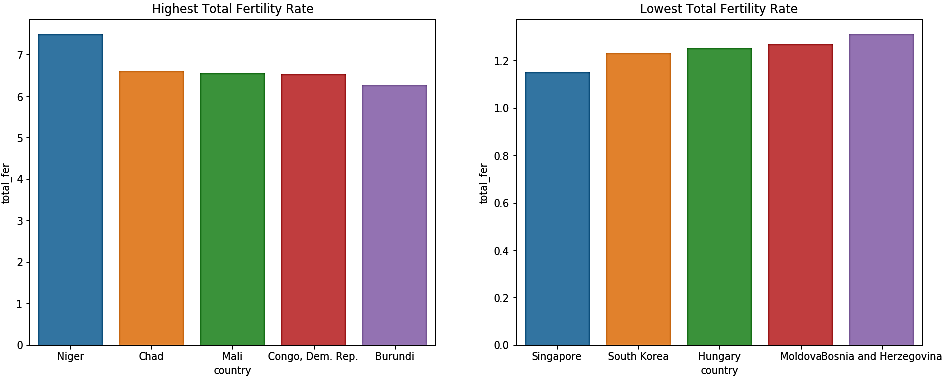 Highest Total Fertility Rate
7
6
5
4
3
2
1
0
total_fer
Niger Chad Mali Congo, Dem. Rep. Burundi
country
Lowest Total Fertility Rate
1.2
1.0
0.8
0.6
0.4
0.2
0.0
total_fer
Singapore South Korea Hungary Moldova Bosnia and Herzegovina
country